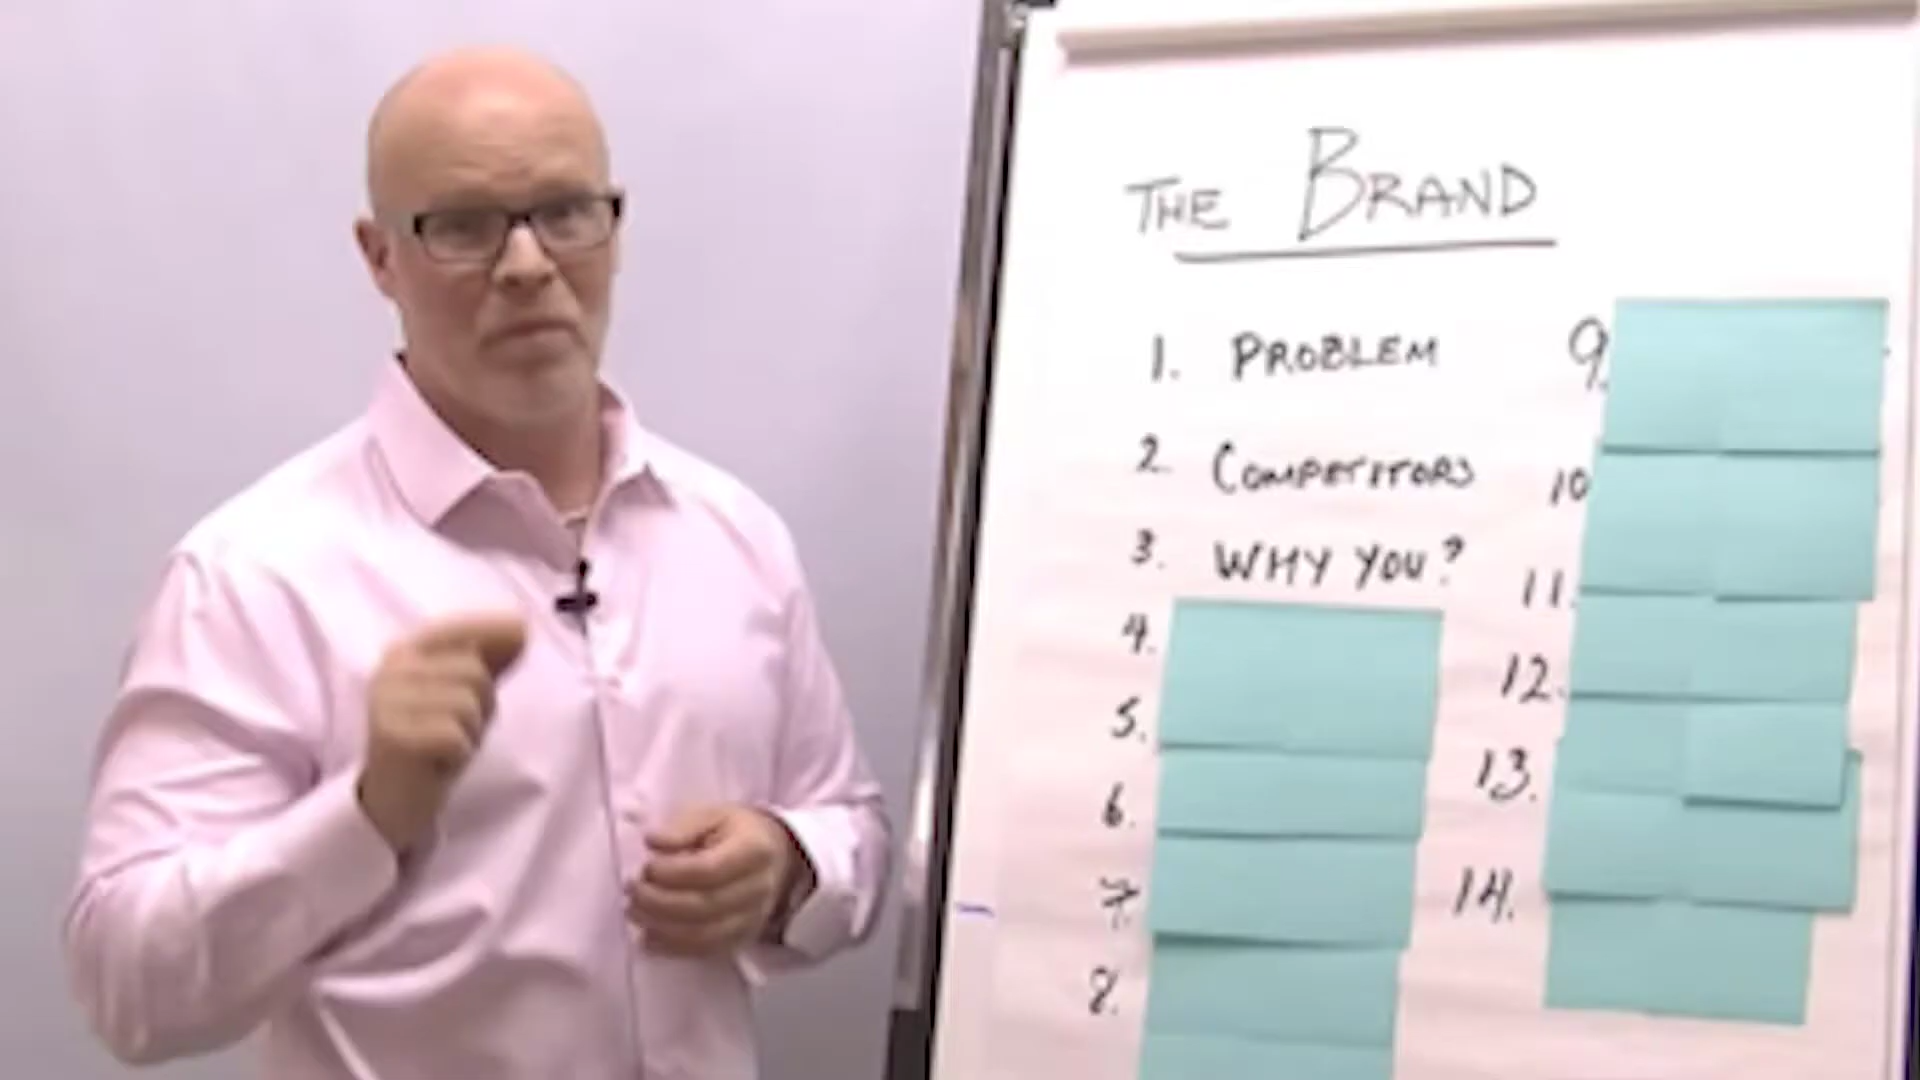 THE BRAND
1. PROBLEM
2 COMPETITORS
3. WHY YOU?
4.
5.
6.
7.
8.
9.
10
11.
12.
13.
14.